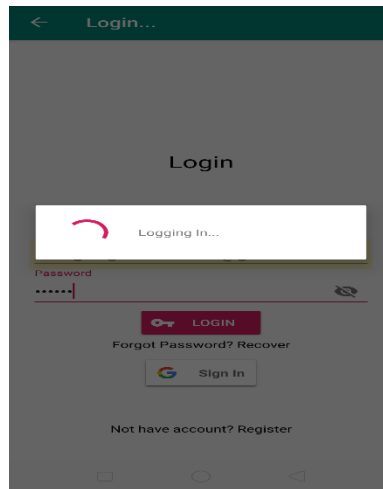 Login...
Login
Logging In...
Password
••••••
LOGIN
Forgot Password? Recover
G Sign In
Not have account? Register